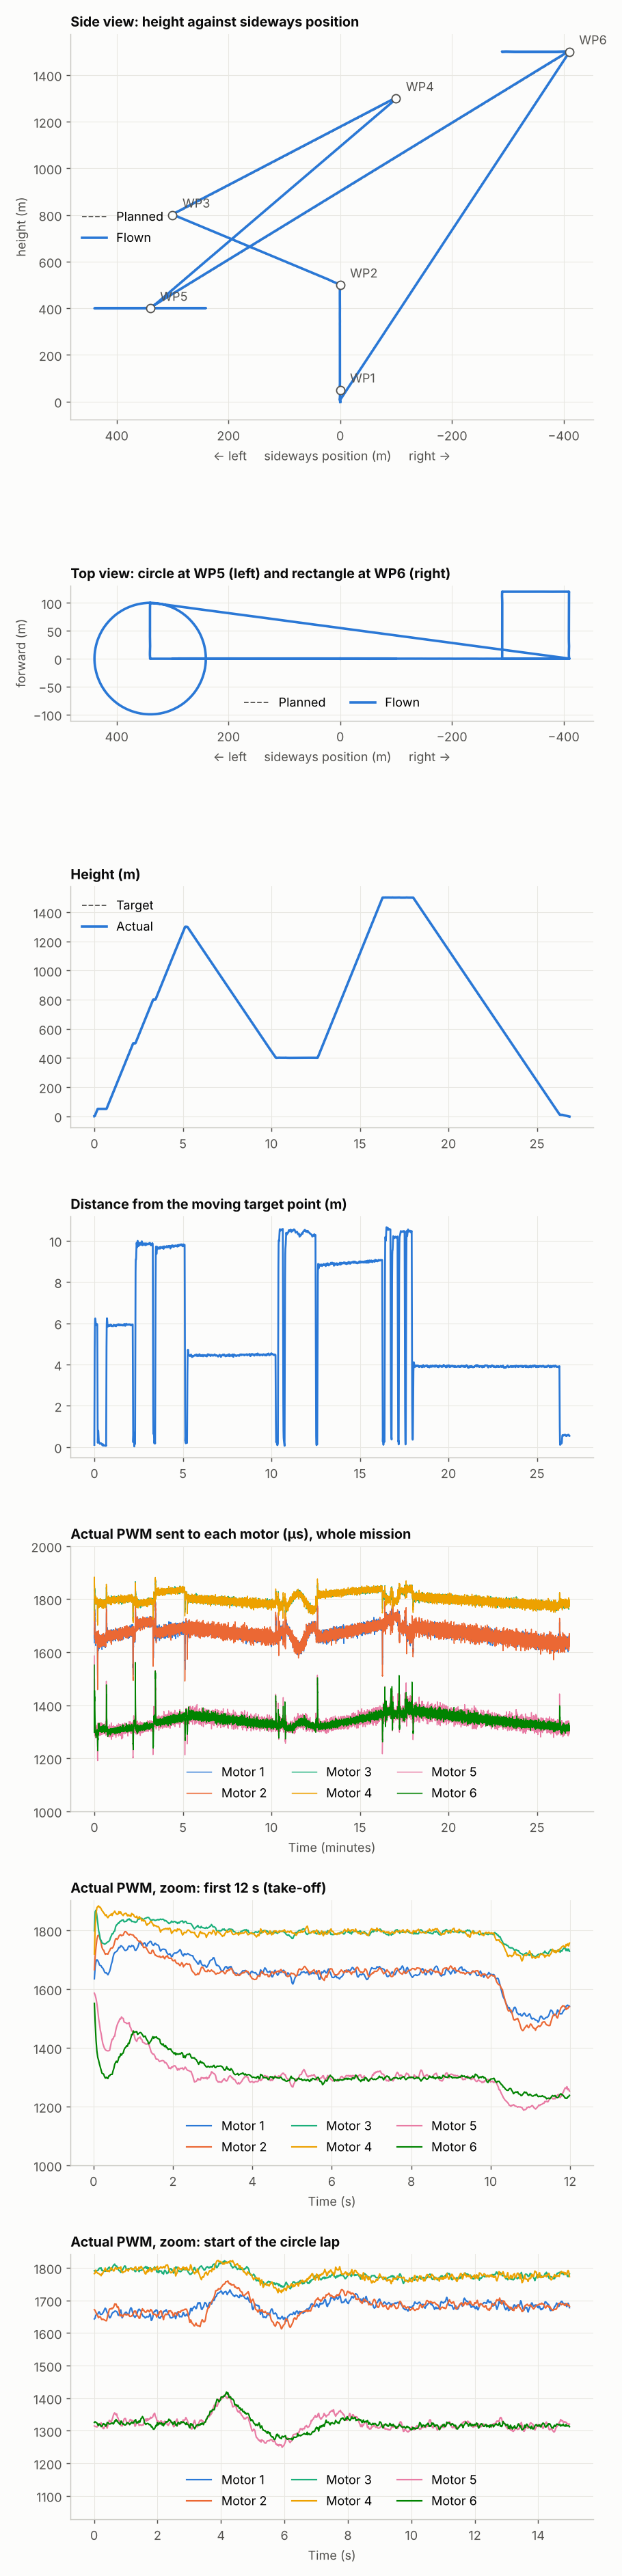 Side view: height against sideways position
WP6
1400
WP4
1200
1000
WP3
800
Planned
Flown
600
WP2
WP5
400
200
WP1
0
height (m)
400 200 0 −200 −400
← left sideways position (m) right →
Top view: circle at WP5 (left) and rectangle at WP6 (right)
100
50
0
−50
−100
forward (m)
Planned Flown
400 200 0 −200 −400
← left sideways position (m) right →
Height (m)
1400
1200
1000
800
600
400
200
0
Target
Actual
0 5 10 15 20 25
Distance from the moving target point (m)
10
8
6
4
2
0
0 5 10 15 20 25
Actual PWM sent to each motor (µs), whole mission
2000
1800
1600
1400
1200
1000
Motor 1 Motor 3 Motor 5
Motor 2 Motor 4 Motor 6
0 5 10 15 20 25
Time (minutes)
Actual PWM, zoom: first 12 s (take-off)
1800
1600
1400
1200
1000
Motor 1 Motor 3 Motor 5
Motor 2 Motor 4 Motor 6
0 2 4 6 8 10 12
Time (s)
Actual PWM, zoom: start of the circle lap
1800
1700
1600
1500
1400
1300
1200
1100
Motor 1 Motor 3 Motor 5
Motor 2 Motor 4 Motor 6
0 2 4 6 8 10 12 14
Time (s)